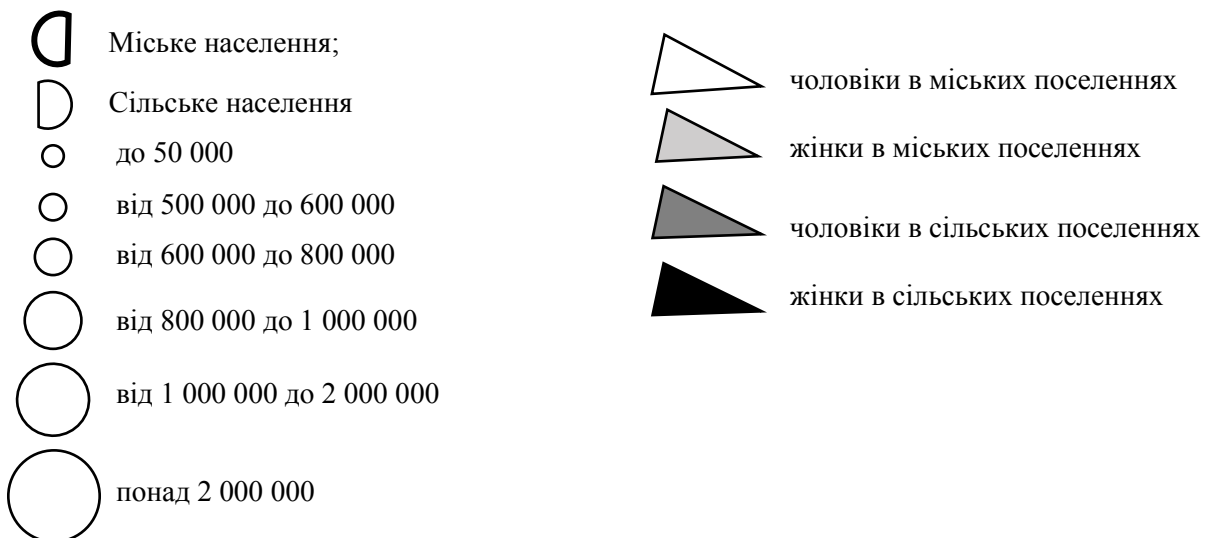 Міське населення;
Сільське населення
до 50 000
від 500 000 до 600 000
від 600 000 до 800 000
від 800 000 до 1 000 000
від 1 000 000 до 2 000 000
понад 2 000 000
чоловіки в міських поселеннях
жінки в міських поселеннях
чоловіки в сільських поселеннях
жінки в сільських поселеннях